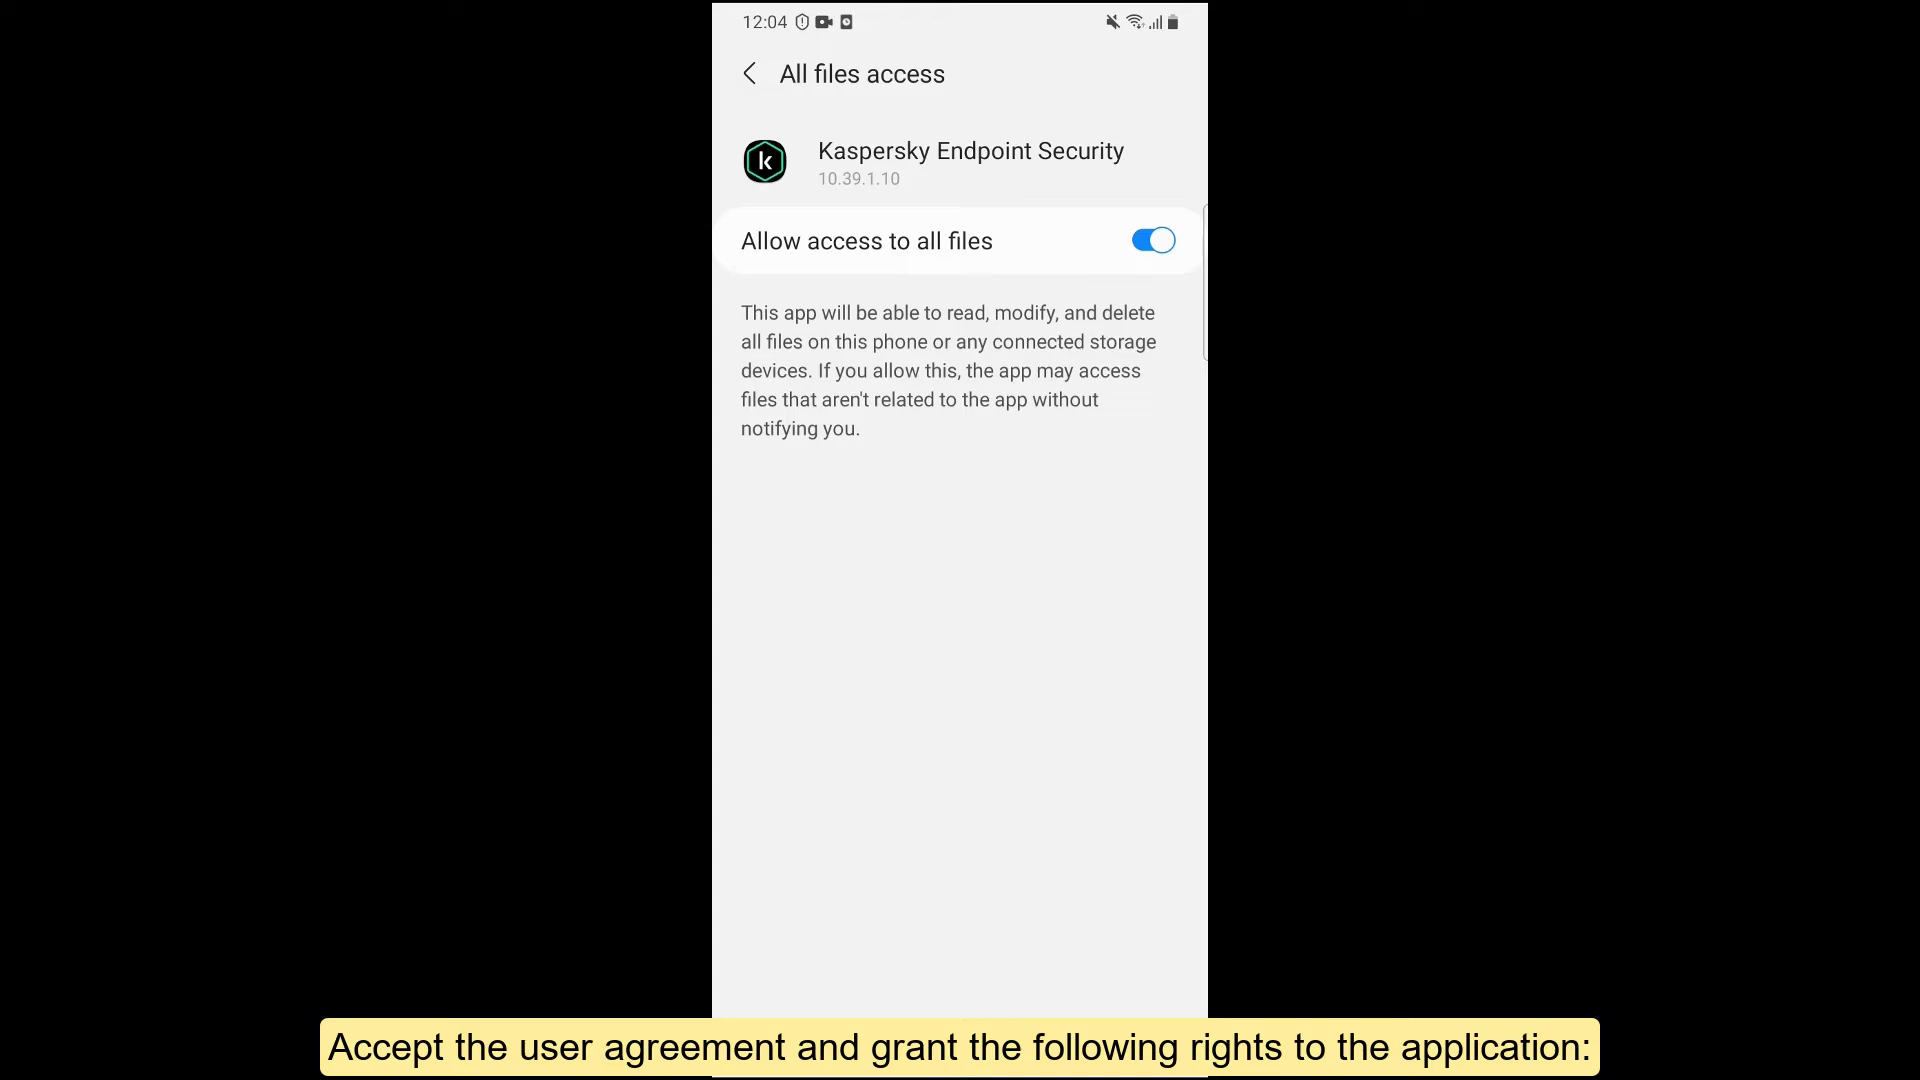 12:04
All files access
k
Kaspersky Endpoint Security
10.39.1.10
Allow access to all files
This app will be able to read, modify, and delete
all files on this phone or any connected storage
devices. If you allow this, the app may access
files that aren't related to the app without
notifying you.
Accept the user agreement and grant the following rights to the application: